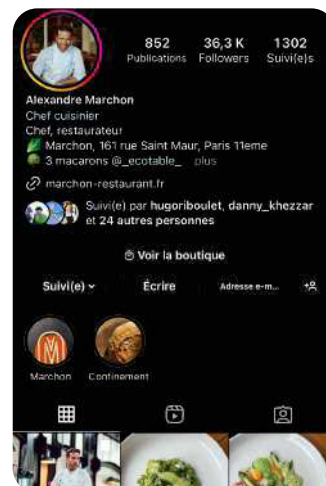 852 36,3 K 1302
Publications Followers Suivi(e)s
Alexandre Marchon
Chef cuisinier
Chef, restaurateur
Marchon, 161 rue Saint Maur, Paris 11eme
3 macarons @_ecotable_ plus
marchon-restaurant.fr
Suivi(e) par hugoriboulet, danny_khezzar
et 24 autres personnes
Voir la boutique
Suivi(e) Écrire Adresse e-m...
Marchon Confinement